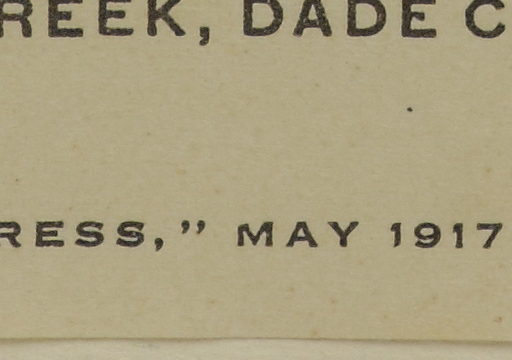 REEK, DADE C
RESS,” MAY 1917